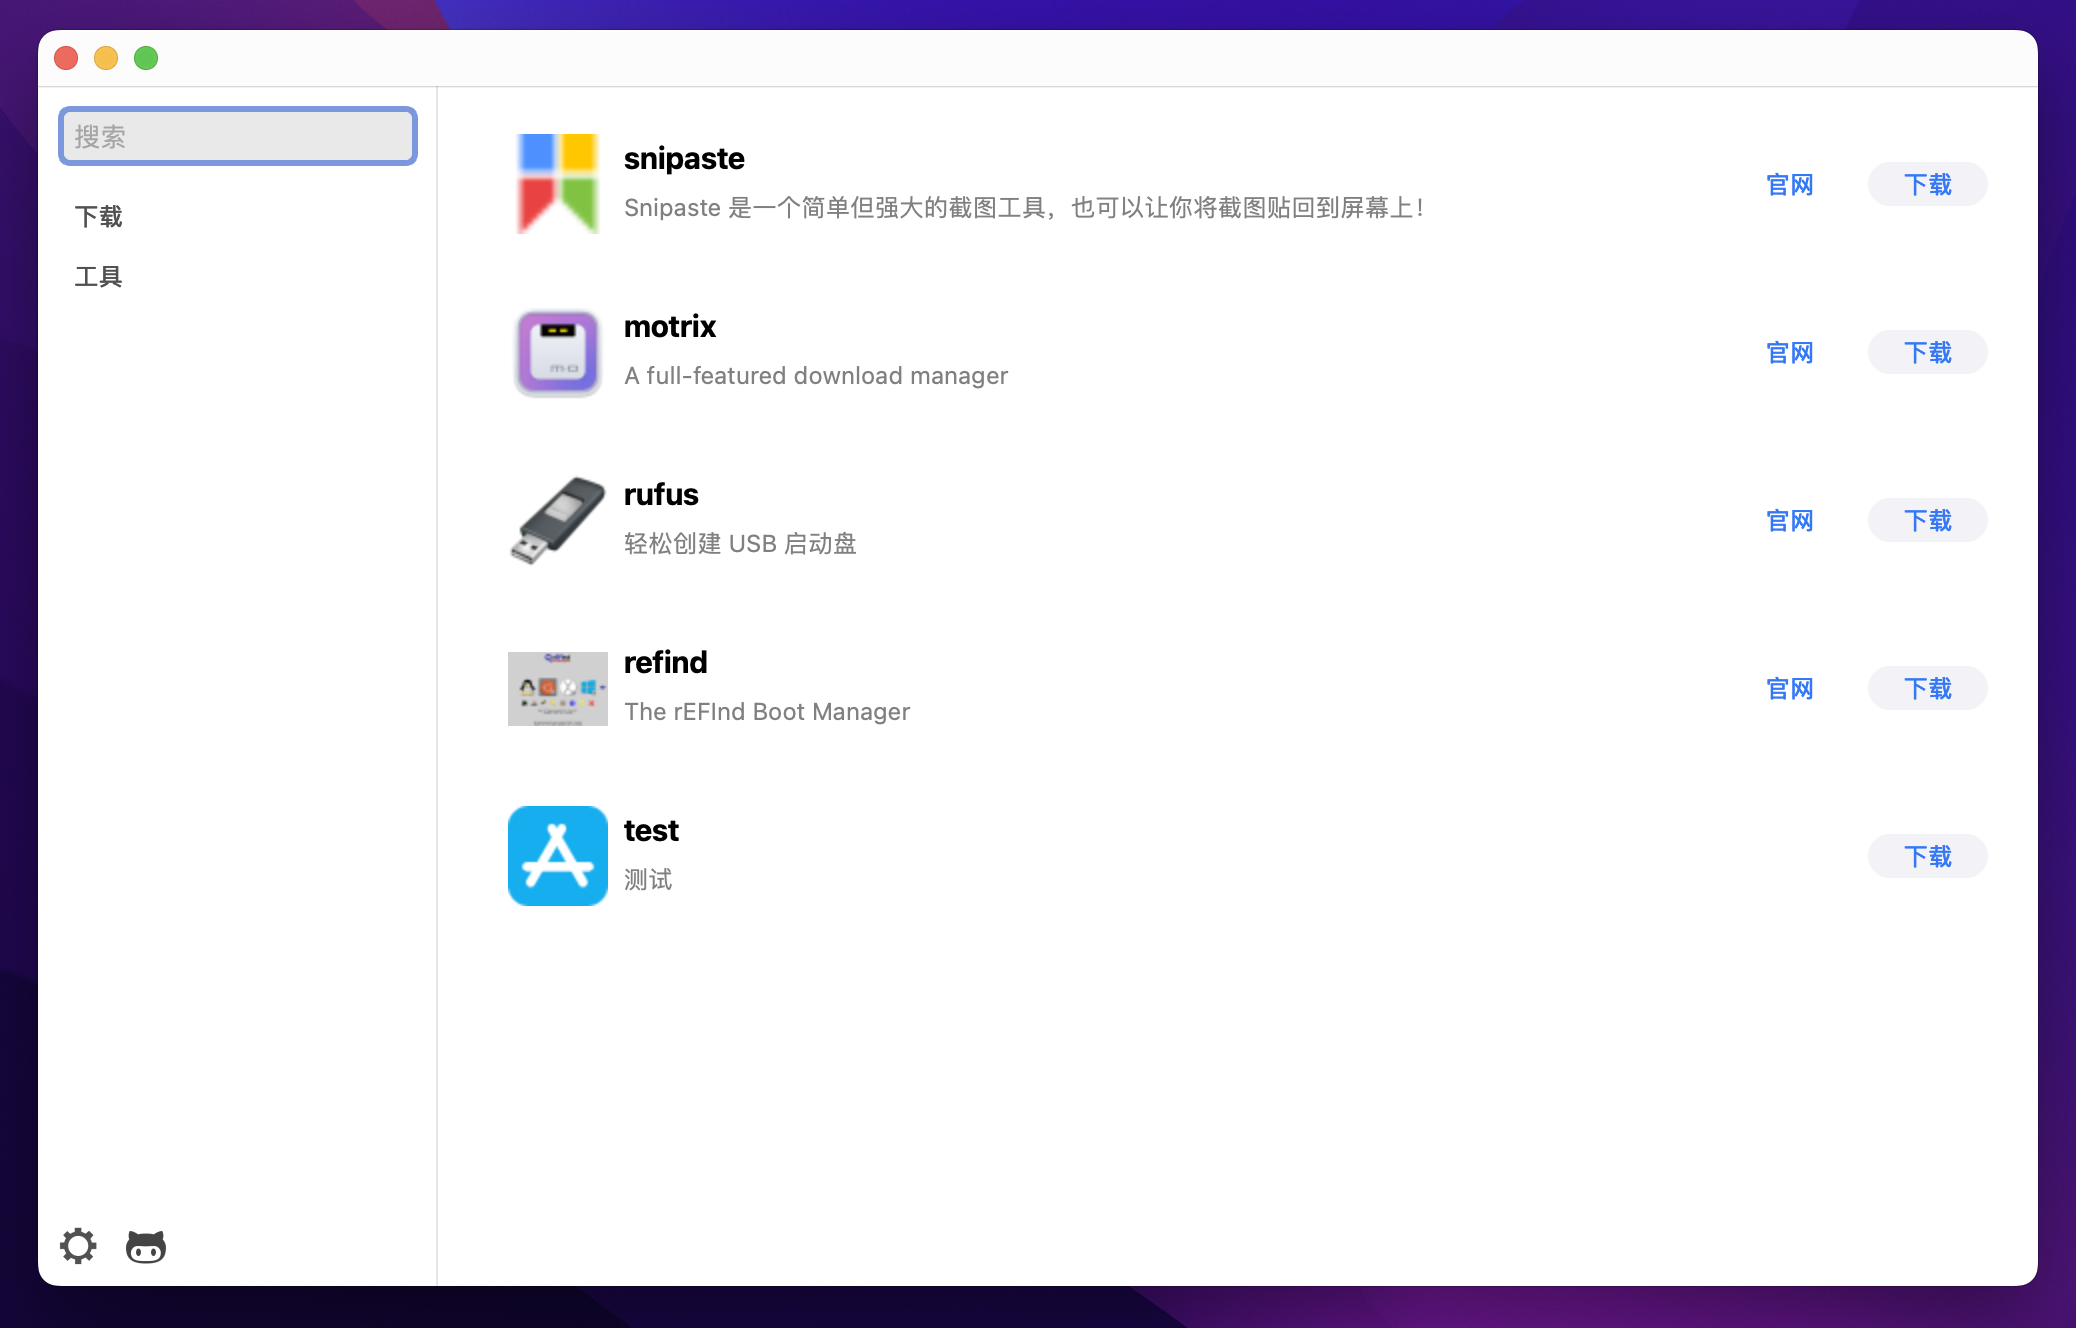 搜索
下载
工具
snipaste
Snipaste 是一个简单但强大的截图工具，也可以让你将截图贴回到屏幕上！
官网
下载
motrix
A full-featured download manager
官网
下载
rufus
轻松创建 USB 启动盘
官网
下载
refind
The rEFInd Boot Manager
官网
下载
test
测试
下载